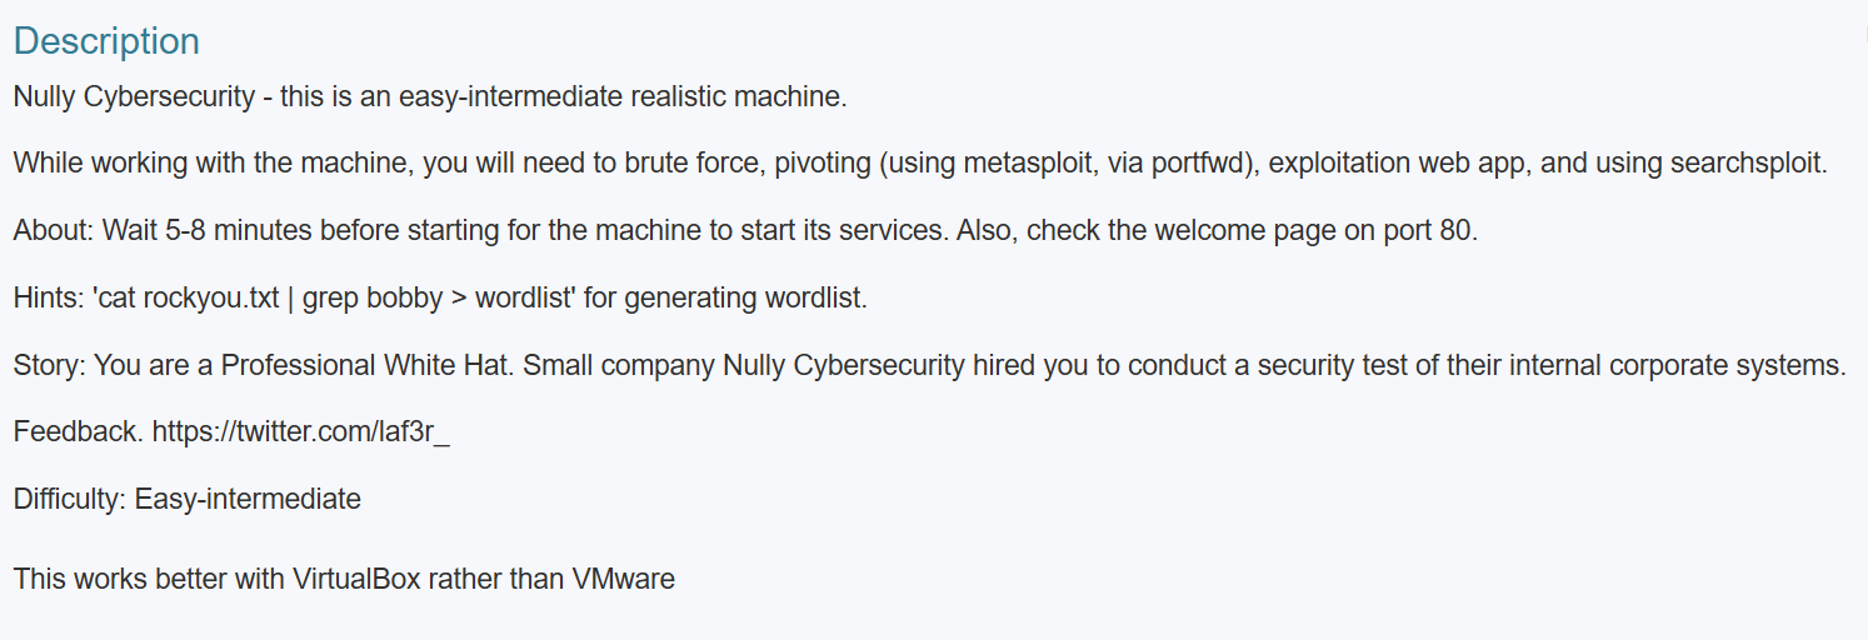 Description
Nully Cybersecurity - this is an easy-intermediate realistic machine.
While working with the machine, you will need to brute force, pivoting (using metasploit, via portfwd), exploitation web app, and using searchsploit.
About: Wait 5-8 minutes before starting for the machine to start its services. Also, check the welcome page on port 80.
Hints: 'cat rockyou.txt | grep bobby > wordlist' for generating wordlist.
Story: You are a Professional White Hat. Small company Nully Cybersecurity hired you to conduct a security test of their internal corporate systems.
Feedback. https://twitter.com/laf3r_
Difficulty: Easy-intermediate
This works better with VirtualBox rather than VMware